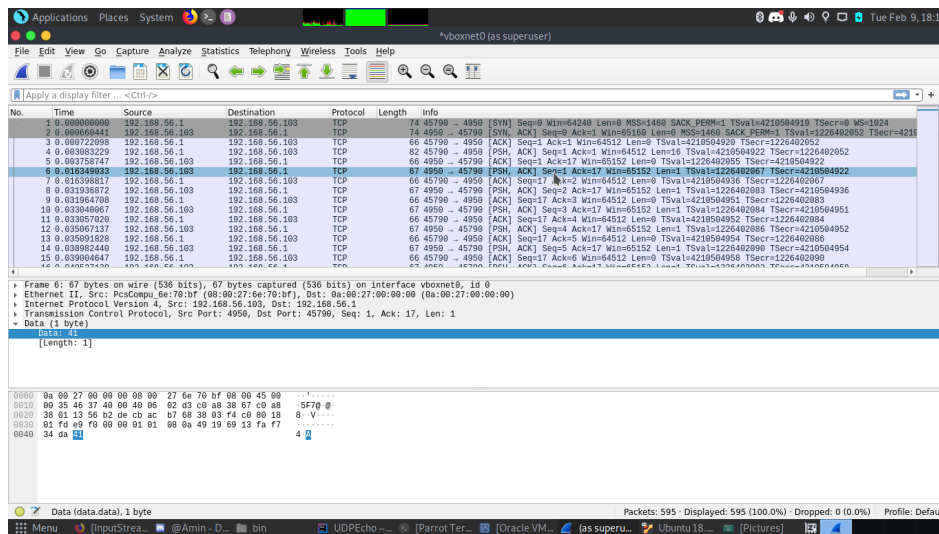 Applications Places System Tue Feb 9, 18:1
*vboxnet0 (as superuser)
File Edit View Go Capture Analyze Statistics Telephony Wireless Tools Help
Apply a display filter ... <Ctrl-/>
No. Time Source Destination Protocol Length Info
1 0.000000000 192.168.56.1 192.168.56.103 TCP 74 45790 → 4950 [SYN] Seq=0 Win=64240 Len=0 MSS=1460 SACK_PERM=1 TSval=4210504919 TSecr=0 WS=1024
2 0.000660441 192.168.56.103 192.168.56.1 TCP 74 4950 → 45790 [SYN, ACK] Seq=0 Ack=1 Win=65160 Len=0 MSS=1460 SACK_PERM=1 TSval=1226402052 TSecr=4210
3 0.000722098 192.168.56.1 192.168.56.103 TCP 66 45790 → 4950 [ACK] Seq=1 Ack=1 Win=64512 Len=0 TSval=4210504920 TSecr=1226402052
4 0.003083229 192.168.56.1 192.168.56.103 TCP 82 45790 → 4950 [PSH, ACK] Seq=1 Ack=1 Win=64512 Len=16 TSval=4210504922 TSecr=1226402052
5 0.003758747 192.168.56.103 192.168.56.1 TCP 66 4950 → 45790 [ACK] Seq=1 Ack=17 Win=65152 Len=0 TSval=1226402055 TSecr=4210504922
6 0.016349033 192.168.56.103 192.168.56.1 TCP 67 4950 → 45790 [PSH, ACK] Seq=1 Ack=17 Win=65152 Len=1 TSval=1226402067 TSecr=4210504922
7 0.016398817 192.168.56.1 192.168.56.103 TCP 66 45790 → 4950 [ACK] Seq=17 Ack=2 Win=64512 Len=0 TSval=4210504936 TSecr=1226402067
8 0.031936872 192.168.56.103 192.168.56.1 TCP 67 4950 → 45790 [PSH, ACK] Seq=2 Ack=17 Win=65152 Len=1 TSval=1226402083 TSecr=4210504936
9 0.031964708 192.168.56.1 192.168.56.103 TCP 66 45790 → 4950 [ACK] Seq=17 Ack=3 Win=64512 Len=0 TSval=4210504951 TSecr=1226402083
10 0.033040067 192.168.56.103 192.168.56.1 TCP 67 4950 → 45790 [PSH, ACK] Seq=3 Ack=17 Win=65152 Len=1 TSval=1226402084 TSecr=4210504951
11 0.033057020 192.168.56.1 192.168.56.103 TCP 66 45790 → 4950 [ACK] Seq=17 Ack=4 Win=64512 Len=0 TSval=4210504952 TSecr=1226402084
12 0.035067137 192.168.56.103 192.168.56.1 TCP 67 4950 → 45790 [PSH, ACK] Seq=4 Ack=17 Win=65152 Len=1 TSval=1226402086 TSecr=4210504952
13 0.035091828 192.168.56.1 192.168.56.103 TCP 66 45790 → 4950 [ACK] Seq=17 Ack=5 Win=64512 Len=0 TSval=4210504954 TSecr=1226402086
14 0.038982440 192.168.56.103 192.168.56.1 TCP 67 4950 → 45790 [PSH, ACK] Seq=5 Ack=17 Win=65152 Len=1 TSval=1226402090 TSecr=4210504954
15 0.039004647 192.168.56.1 192.168.56.103 TCP 66 45790 → 4950 [ACK] Seq=17 Ack=6 Win=64512 Len=0 TSval=4210504958 TSecr=1226402090
Frame 6: 67 bytes on wire (536 bits), 67 bytes captured (536 bits) on interface vboxnet0, id 0
Ethernet II, Src: PcsCompu_6e:70:bf (08:00:27:6e:70:bf), Dst: 0a:00:27:00:00:00 (0a:00:27:00:00:00)
Internet Protocol Version 4, Src: 192.168.56.103, Dst: 192.168.56.1
Transmission Control Protocol, Src Port: 4950, Dst Port: 45790, Seq: 1, Ack: 17, Len: 1
Data (1 byte)
Data: 41
[Length: 1]
0000 0a 00 27 00 00 00 08 00 27 6e 70 bf 08 00 45 00 ··'·····
0010 00 35 46 37 40 00 40 06 02 d3 c0 a8 38 67 c0 a8 ·5F7@·@·
0020 38 01 13 56 b2 de cb ac b7 68 38 03 f4 c0 80 18 8··V····
0030 01 fd e9 f0 00 00 01 01 08 0a 49 19 69 13 fa f7 ········
0040 34 da 41 4·A
Data (data.data), 1 byte Packets: 595 · Displayed: 595 (100.0%) · Dropped: 0 (0.0%) Profile: Defau
Menu [InputStrea... @Amin - D... bin UDPEcho –... [Parrot Ter... [Oracle VM... (as superu... Ubuntu 18.... [Pictures]